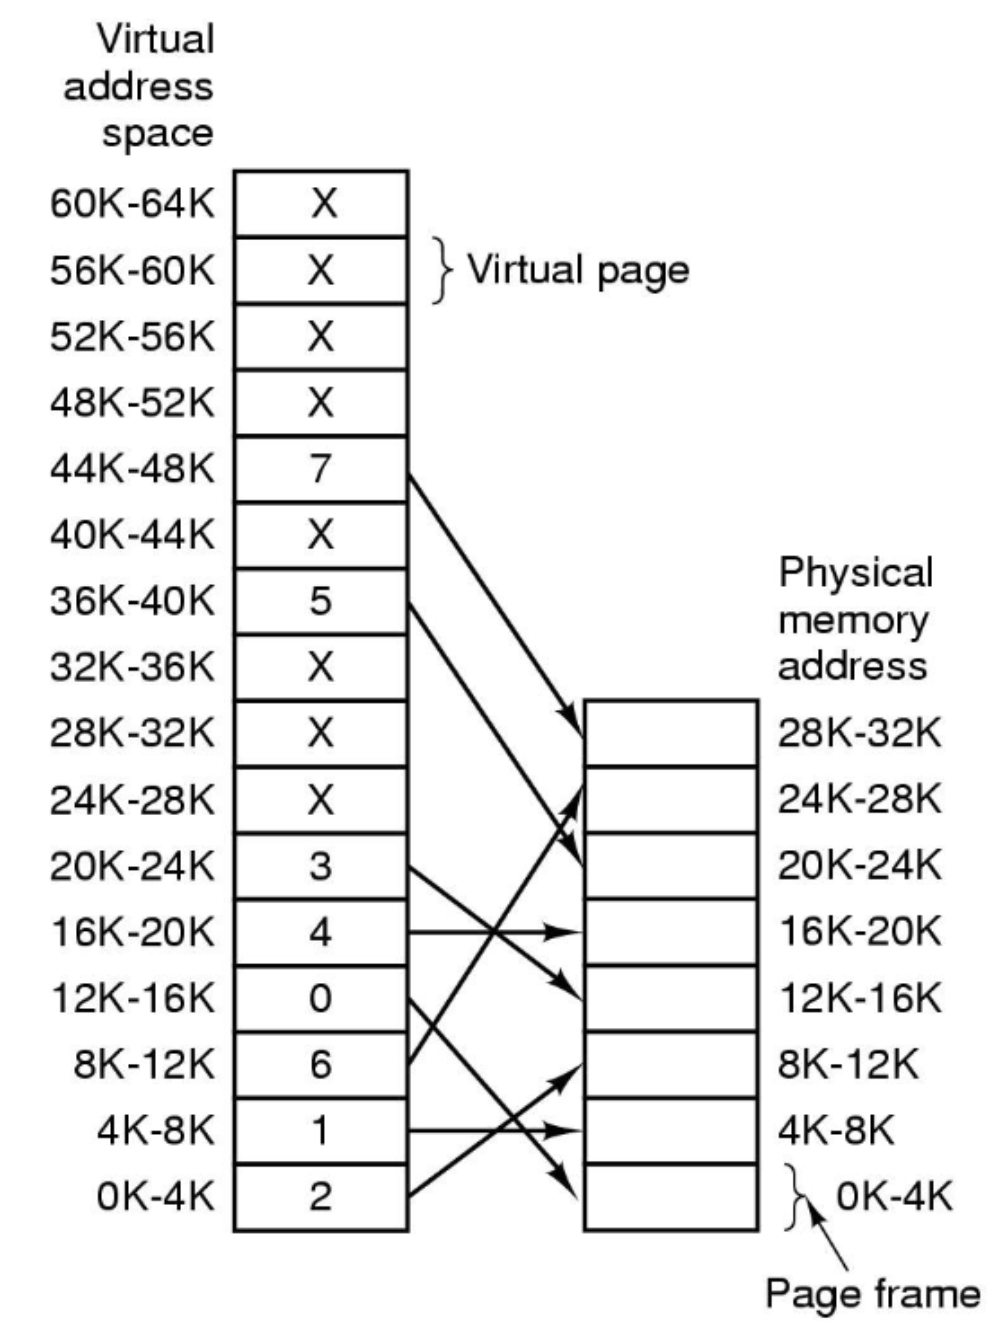 Virtual
address
space
60K-64K X
56K-60K X Virtual page
52K-56K X
48K-52K X
44K-48K 7
40K-44K X
36K-40K 5
32K-36K X
28K-32K X
24K-28K X
20K-24K 3
16K-20K 4
12K-16K 0
8K-12K 6
4K-8K 1
0K-4K 2
Physical
memory
address
28K-32K
24K-28K
20K-24K
16K-20K
12K-16K
8K-12K
4K-8K
0K-4K
Page frame